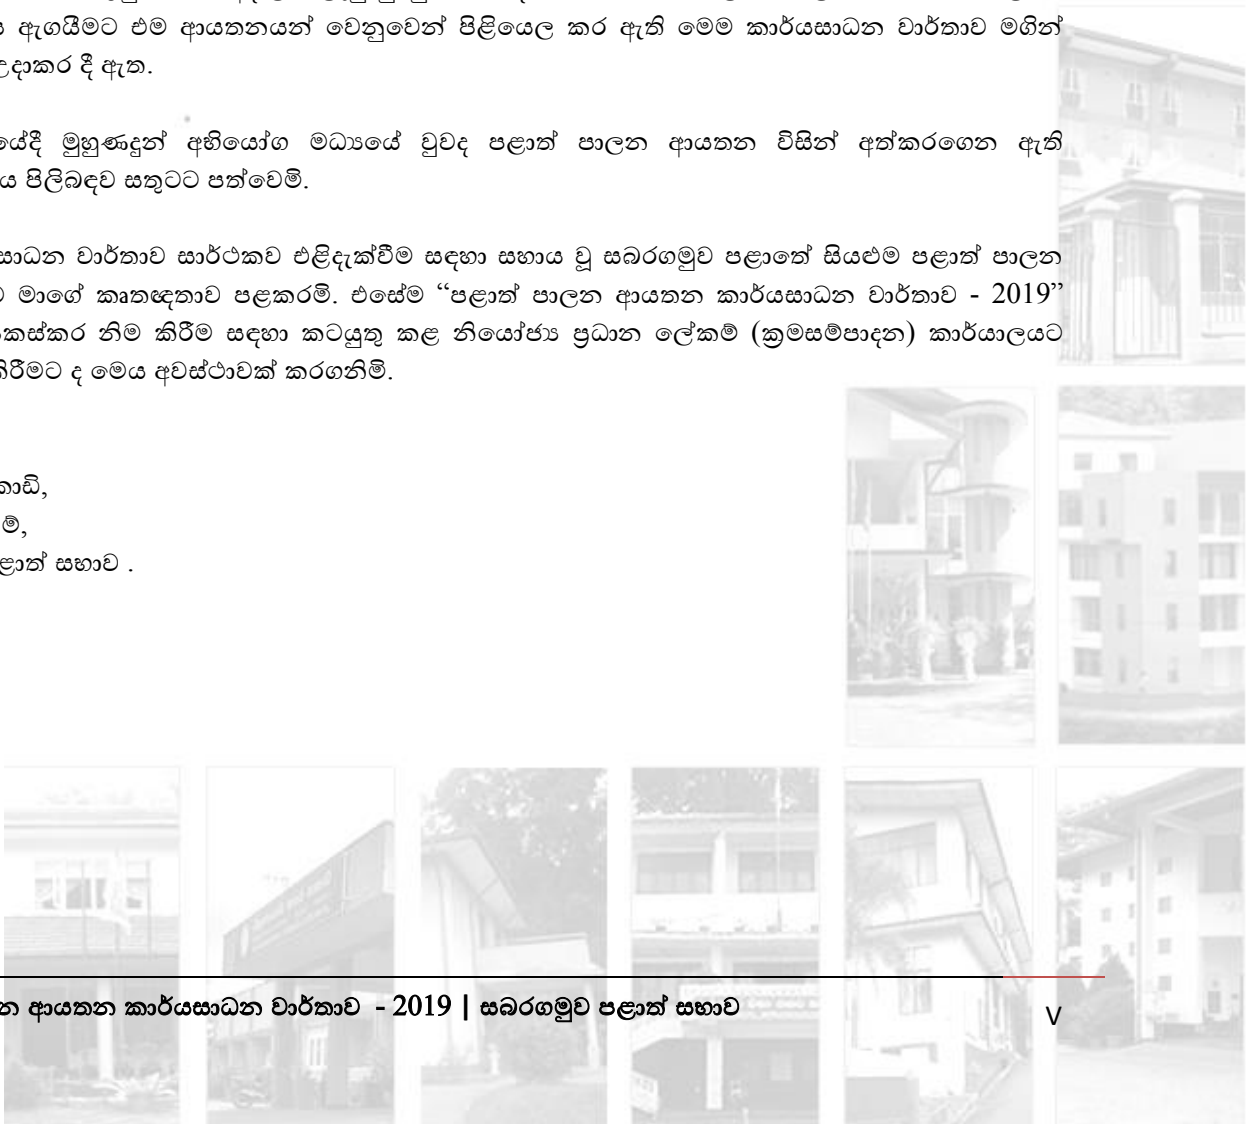 ඇගයීමට එම ආයතනයන් වෙනුවෙන් පිළියෙල කර ඇති මෙම කාර්යසාධන වාර්තාව මගින්
උදාකර දී ඇත.
යේදී මුහුණදුන් අභියෝග මධ්‍යයේ වුවද පළාත් පාලන ආයතන විසින් අත්කරගෙන ඇති
ය පිලිබඳව සතුටට පත්වෙමි.
සාධන වාර්තාව සාර්ථකව එළිදැක්වීම සඳහා සහාය වූ සබරගමුව පළාතේ සියළුම පළාත් පාලන
මාගේ කෘතඥතාව පළකරමි. එසේම “පළාත් පාලන ආයතන කාර්යසාධන වාර්තාව - 2019”
කස්කර නිම කිරීම සඳහා කටයුතු කළ නියෝජ්‍ය ප්‍රධාන ලේකම් (ක්‍රමසම්පාදන) කාර්යාලයට
කිරීමට ද මෙය අවස්ථාවක් කරගනිමි.
කාඩි,
ම්,
ළාත් සභාව .
න ආයතන කාර්යසාධන වාර්තාව - 2019 | සබරගමුව පළාත් සභාව
V